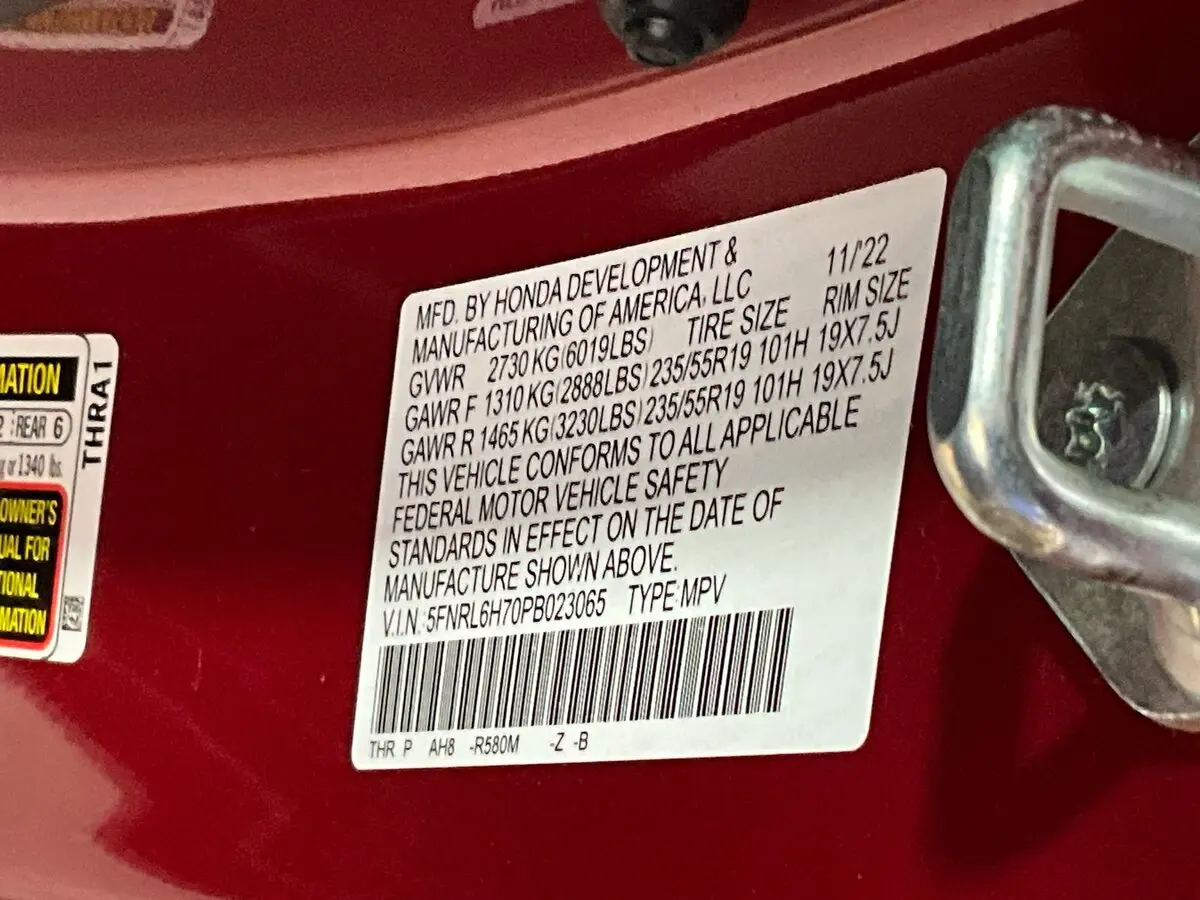 MFD. BY HONDA DEVELOPMENT & 11/'22
MANUFACTURING OF AMERICA, LLC
GVWR 2730 KG(6019LBS) TIRE SIZE RIM SIZE
GAWR F 1310 KG(2888LBS) 235/55R19 101H 19X7.5J
GAWR R 1465 KG(3230LBS) 235/55R19 101H 19X7.5J
THIS VEHICLE CONFORMS TO ALL APPLICABLE
FEDERAL MOTOR VEHICLE SAFETY
STANDARDS IN EFFECT ON THE DATE OF
MANUFACTURE SHOWN ABOVE.
V.I.N.:5FNRL6H70PB023065 TYPE:MPV
THR P AH8 -R580M -Z -B
MATION
2 : REAR 6
or 1340 lbs.
OWNER'S
UAL FOR
TIONAL
MATION
THRA1